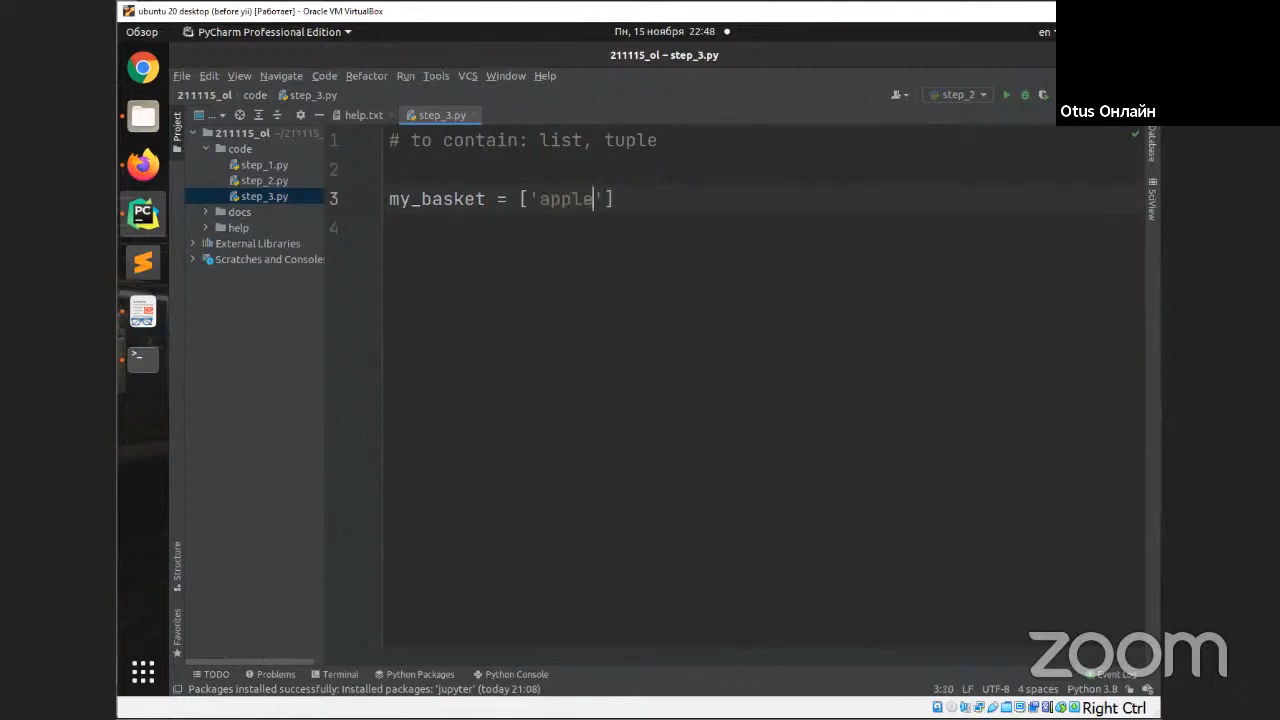 ubuntu 20 desktop (before yii) [Работает] - Oracle VM VirtualBox
Обзор PyCharm Professional Edition Пн, 15 ноября 22:48 en
211115_ol – step_3.py
File Edit View Navigate Code Refactor Run Tools VCS Window Help
211115_ol code step_3.py step_2
Otus Онлайн
... help.txt step_3.py
Project
Database
SciView
Structure
Favorites
211115_ol ~/211115_
code
step_1.py
step_2.py
step_3.py
docs
help
External Libraries
Scratches and Consoles
1 # to contain: list, tuple
2
3 my_basket = ['apple']
4
zoom
TODO Problems Terminal Python Packages Python Console Event Log
Packages installed successfully: Installed packages: 'jupyter' (today 21:08) 3:20 LF UTF-8 4 spaces Python 3.8
Right Ctrl